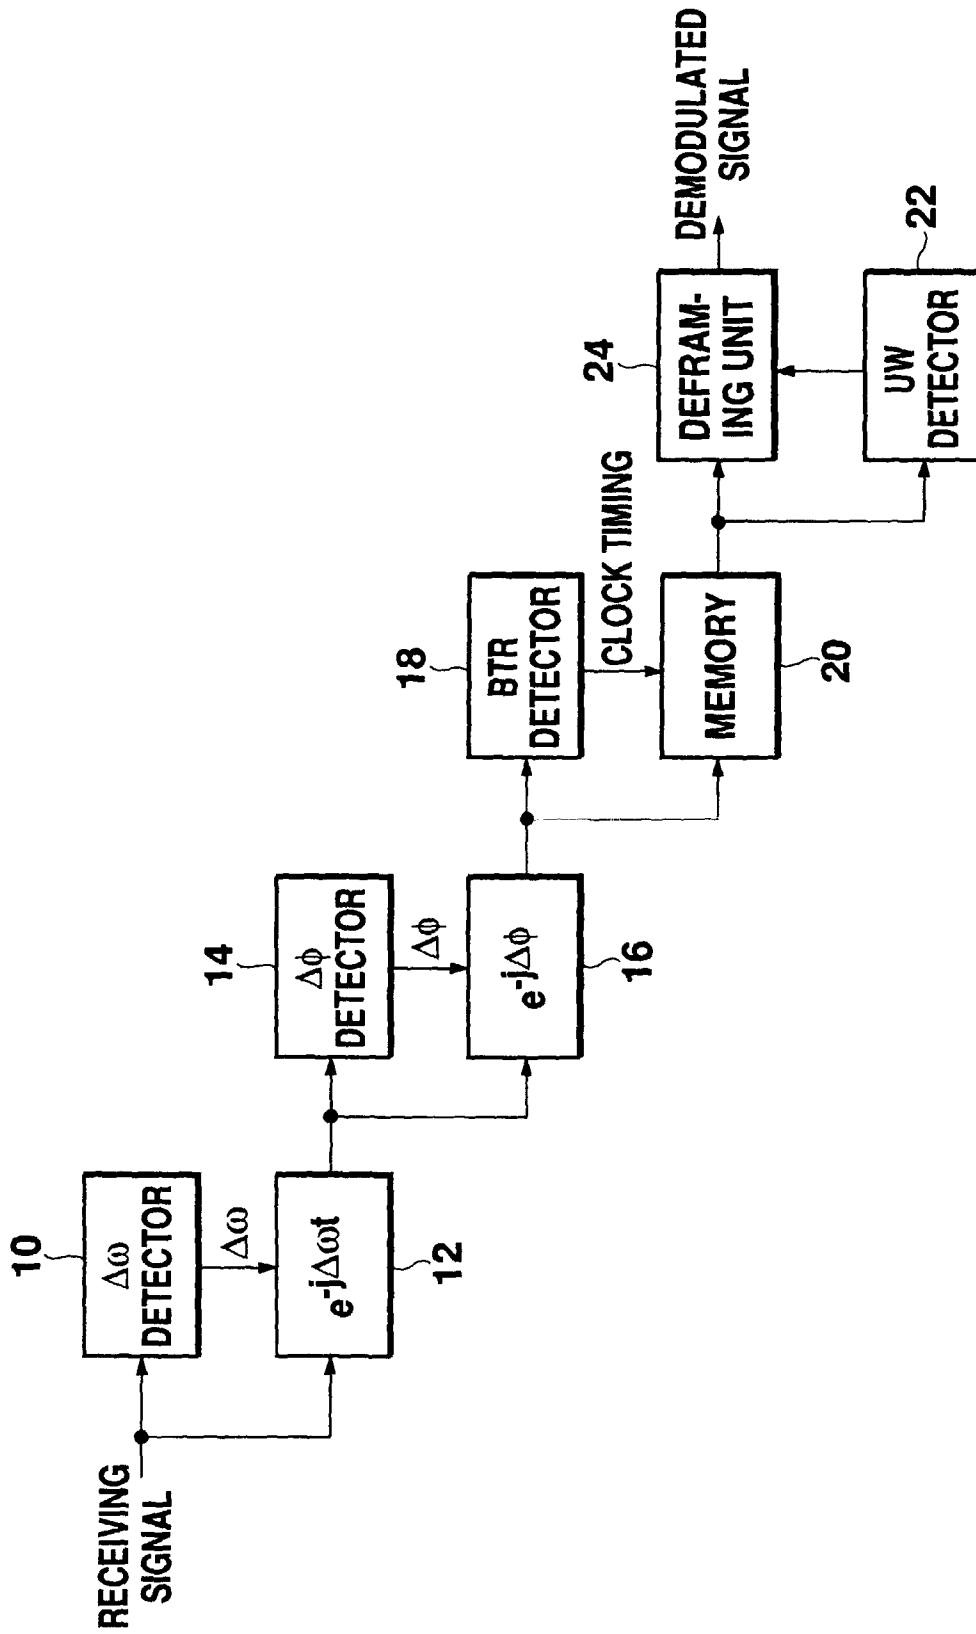 RECEIVING
SIGNAL
10
Δω
DETECTOR
Δω
e-jΔωt
12
14
Δϕ
DETECTOR
Δϕ
e-jΔϕ
16
18
BTR
DETECTOR
CLOCK TIMING
MEMORY
20
24
DEFRAM-
ING UNIT
UW
DETECTOR
22
DEMODULATED
SIGNAL